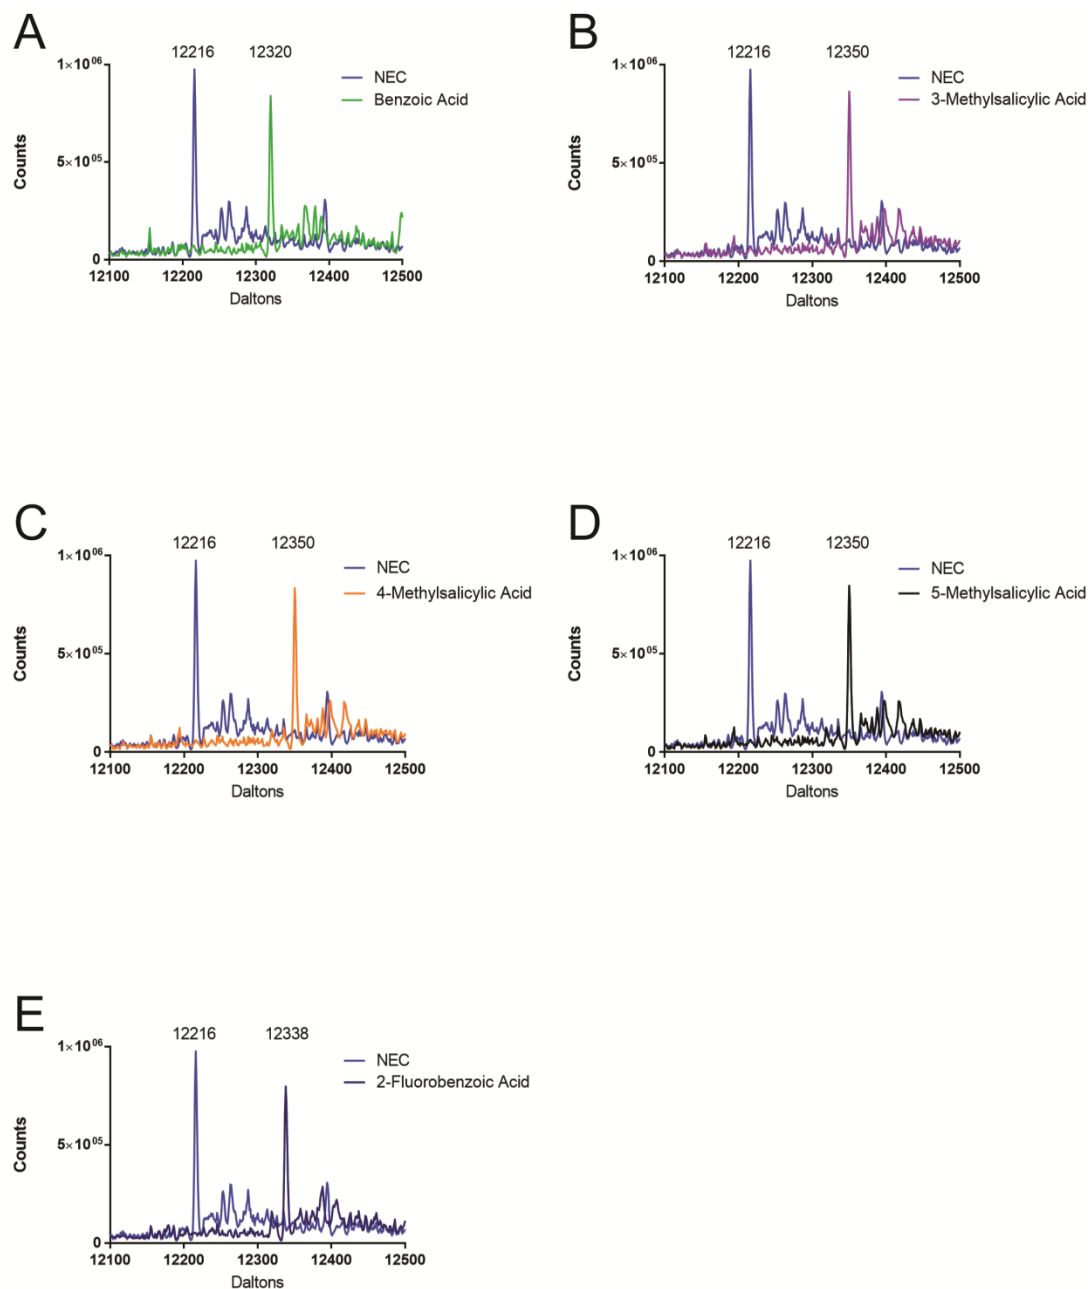 A
12216 12320
1×10⁰⁶
NEC
Benzoic Acid
Counts
5×10⁰⁵
0
12100 12200 12300 12400 12500
Daltons
B
12216 12350
1×10⁰⁶
NEC
3-Methylsalicylic Acid
Counts
5×10⁰⁵
0
12100 12200 12300 12400 12500
Daltons
C
12216 12350
1×10⁰⁶
NEC
4-Methylsalicylic Acid
Counts
5×10⁰⁵
0
12100 12200 12300 12400 12500
Daltons
D
12216 12350
1×10⁰⁶
NEC
5-Methylsalicylic Acid
Counts
5×10⁰⁵
0
12100 12200 12300 12400 12500
Daltons
E
12216 12338
1×10⁰⁶
NEC
2-Fluorobenzoic Acid
Counts
5×10⁰⁵
0
12100 12200 12300 12400 12500
Daltons